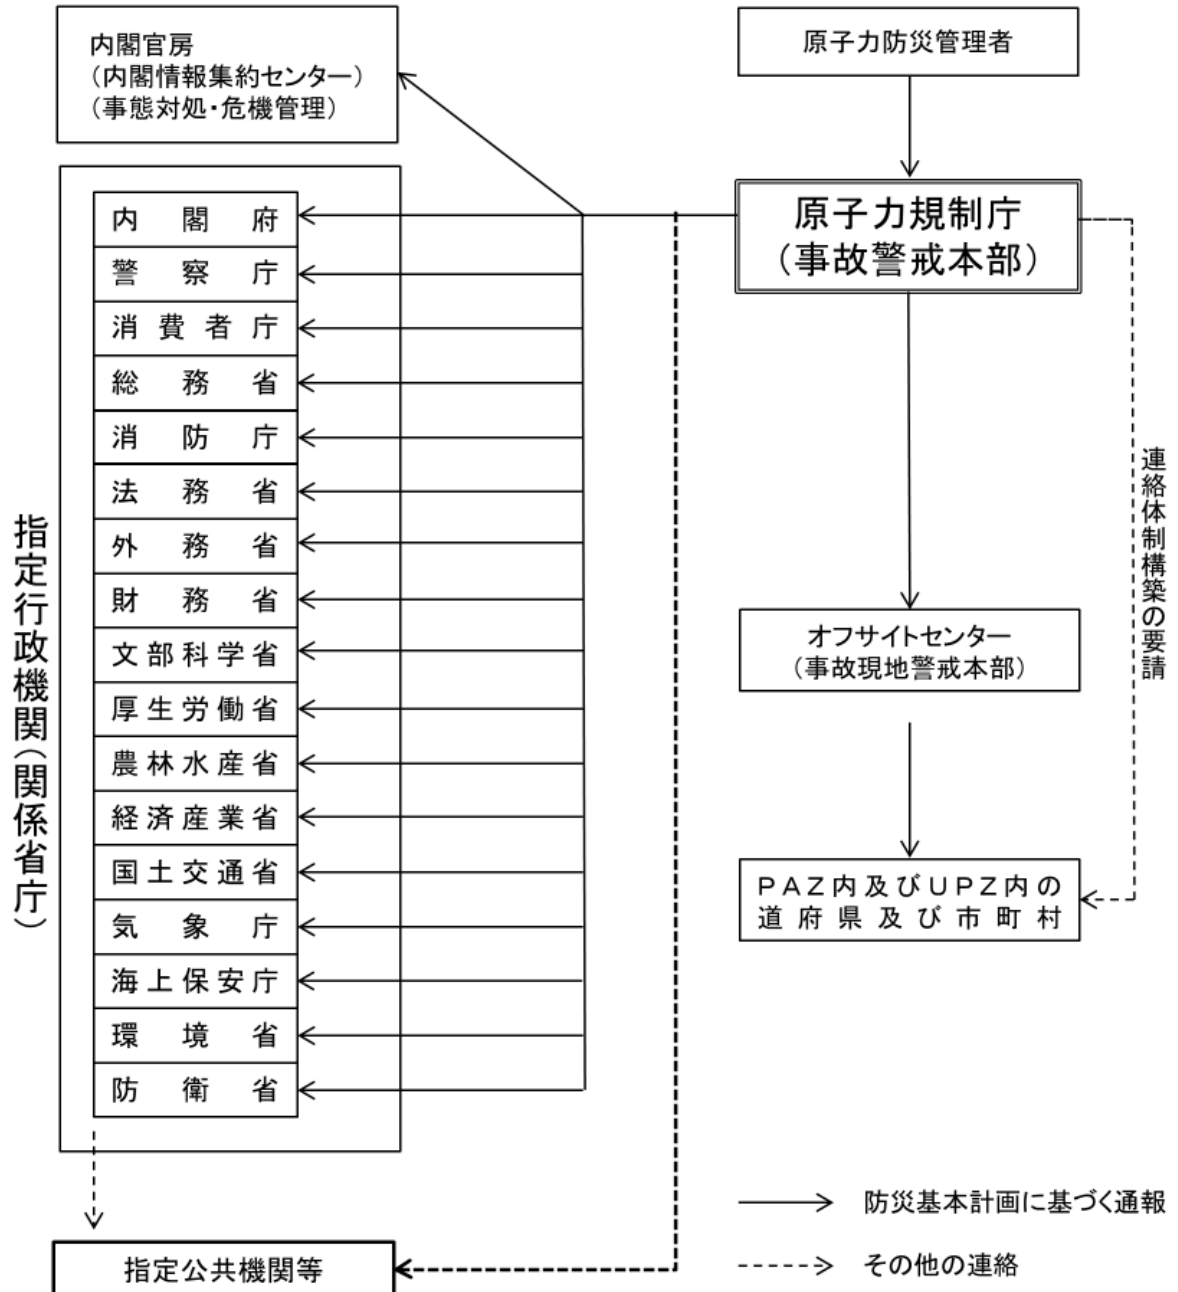 内閣官房
（内閣情報集約センター）
（事態対処・危機管理）
原子力防災管理者
原子力規制庁
（事故警戒本部）
指定行政機関（関係省庁）
内閣府
警察庁
消費者庁
総務省
消防庁
法務省
外務省
財務省
文部科学省
厚生労働省
農林水産省
経済産業省
国土交通省
気象庁
海上保安庁
環境省
防衛省
連絡体制構築の要請
オフサイトセンター
（事故現地警戒本部）
ＰＡＺ内及びＵＰＺ内の
道府県及び市町村
指定公共機関等
防災基本計画に基づく通報
その他の連絡